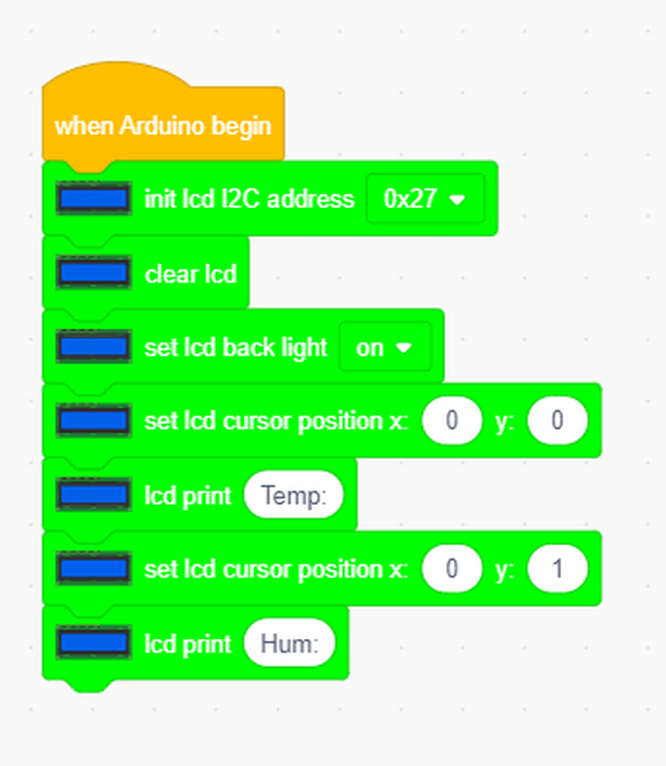 when Arduino begin
init lcd I2C address 0x27
clear lcd
set lcd back light on
set lcd cursor position x: 0 y: 0
lcd print Temp:
set lcd cursor position x: 0 y: 1
lcd print Hum: